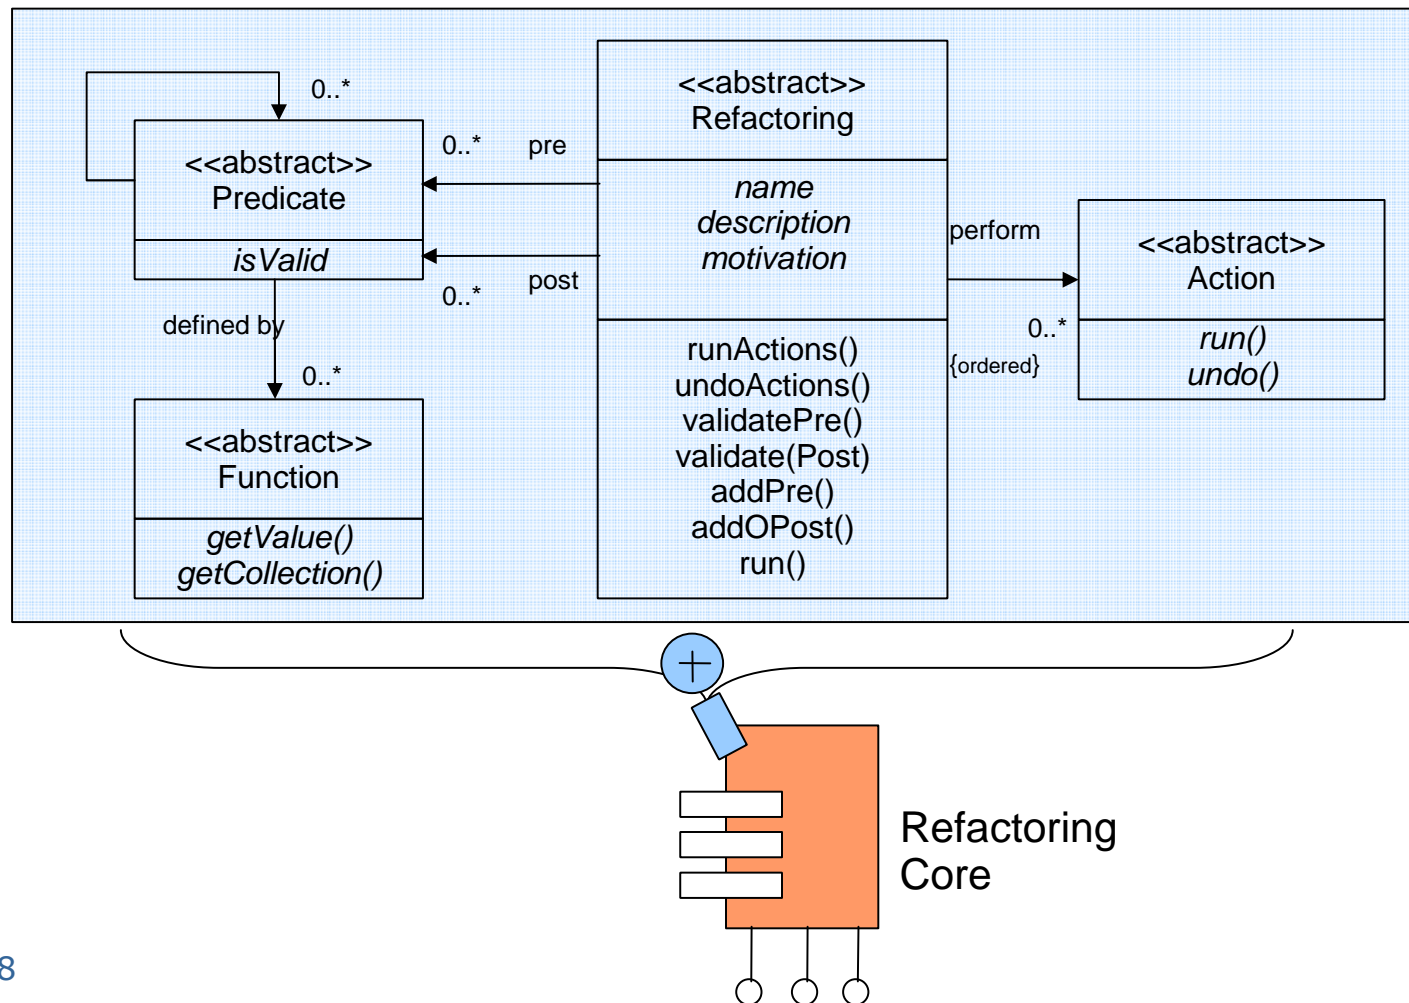 0..*
<<abstract>>
Predicate
isValid
0..*
pre
0..*
post
defined by
0..*
<<abstract>>
Function
getValue()
getCollection()
<<abstract>>
Refactoring
name
description
motivation
runActions()
undoActions()
validatePre()
validate(Post)
addPre()
addOPost()
run()
perform
0..*
{ordered}
<<abstract>>
Action
run()
undo()
Refactoring
Core
8